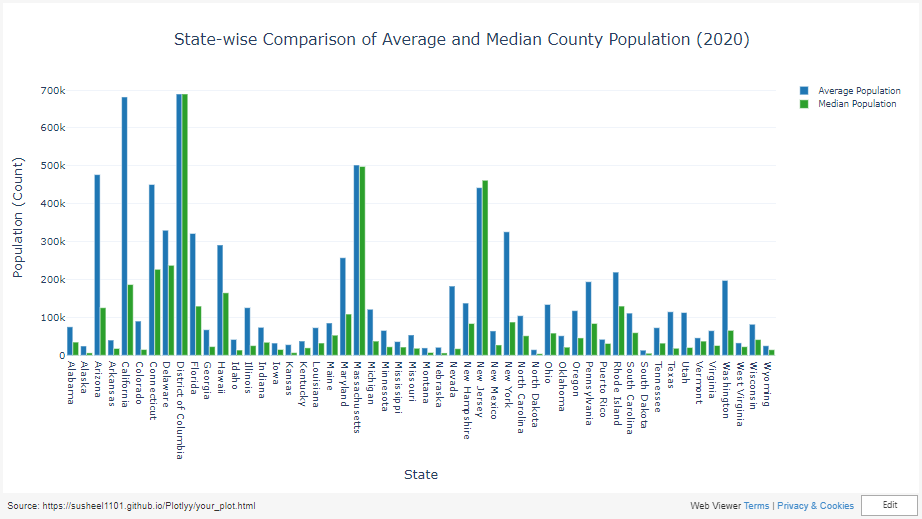 State-wise Comparison of Average and Median County Population (2020)
Average Population
Median Population
700k
600k
500k
400k
300k
200k
100k
0
Population (Count)
Alabama
Alaska
Arizona
Arkansas
California
Colorado
Connecticut
Delaware
District of Columbia
Florida
Georgia
Hawaii
Idaho
Illinois
Indiana
Iowa
Kansas
Kentucky
Louisiana
Maine
Maryland
Massachusetts
Michigan
Minnesota
Mississippi
Missouri
Montana
Nebraska
Nevada
New Hampshire
New Jersey
New Mexico
New York
North Carolina
North Dakota
Ohio
Oklahoma
Oregon
Pennsylvania
Puerto Rico
Rhode Island
South Carolina
South Dakota
Tennessee
Texas
Utah
Vermont
Virginia
Washington
West Virginia
Wisconsin
Wyoming
State
Source: https://susheel1101.github.io/Plotlyy/your_plot.html
Web Viewer Terms | Privacy & Cookies
Edit